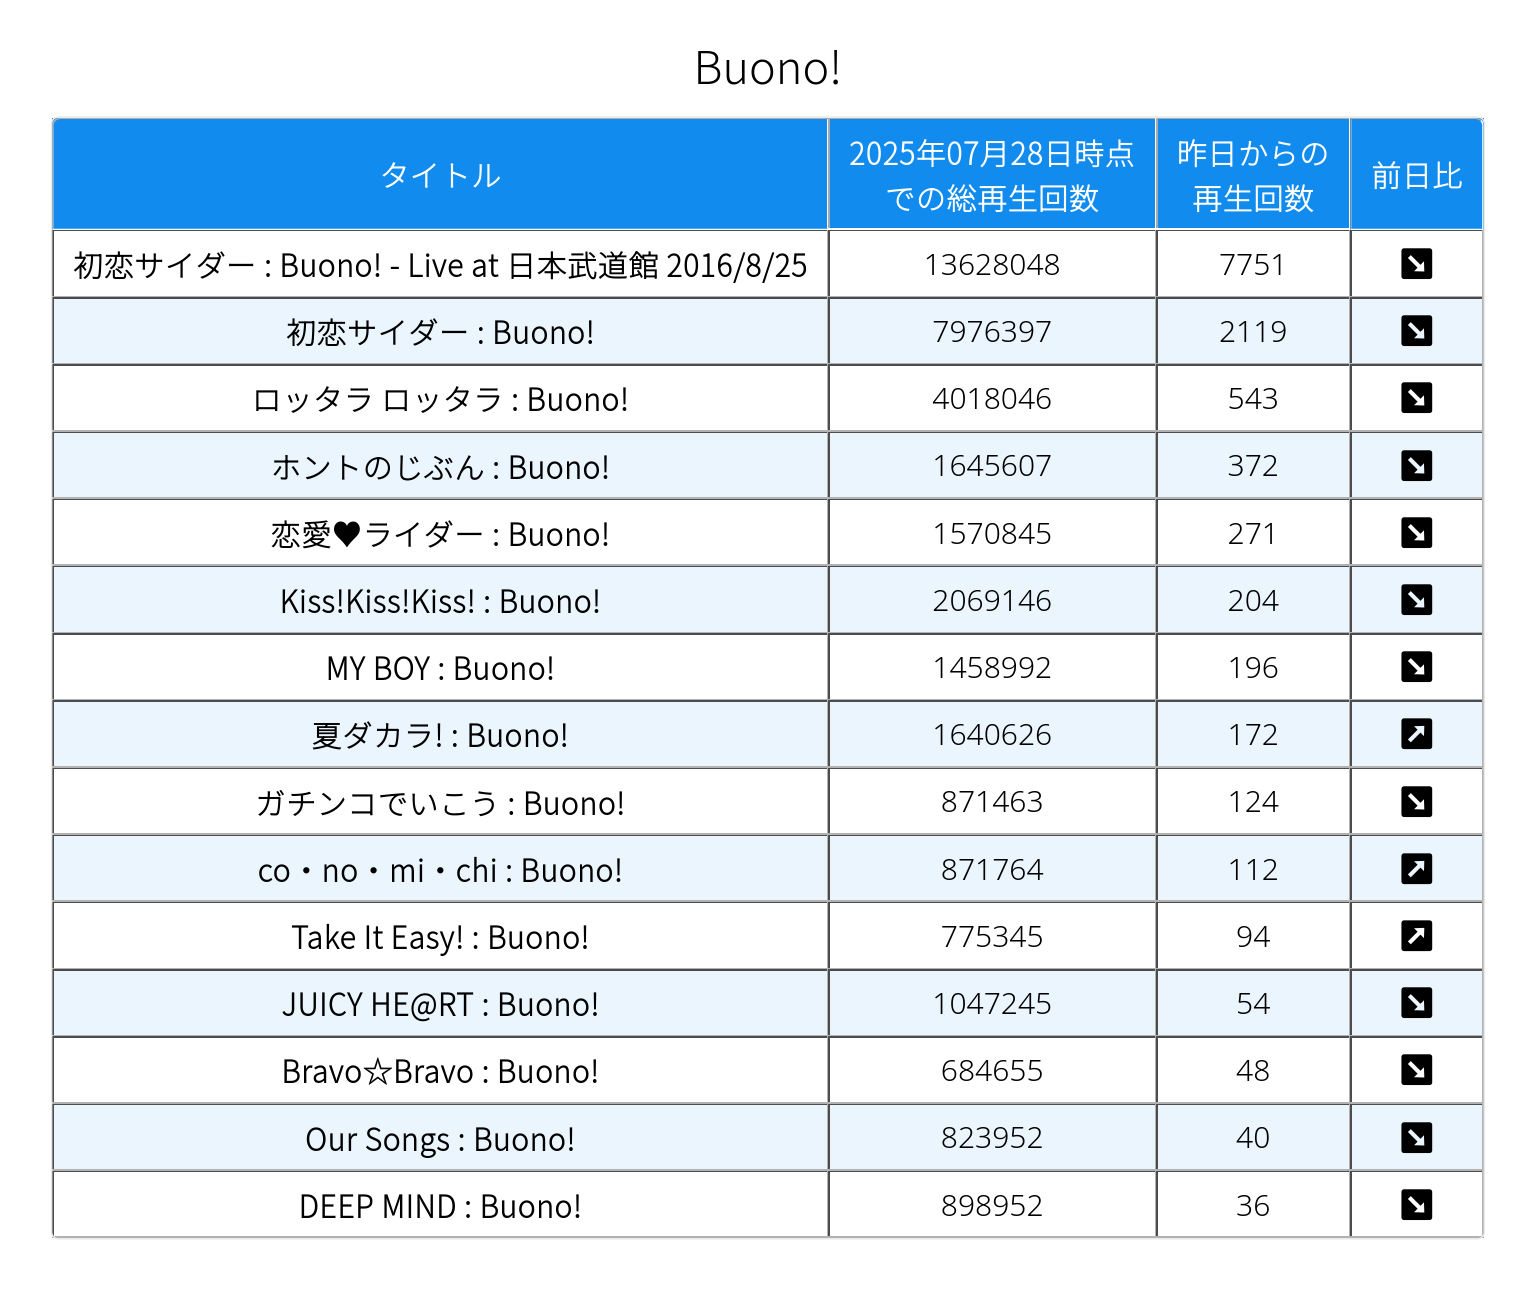 Buono!
タイトル 2025年07月28日時点での総再生回数 昨日からの再生回数 前日比
初恋サイダー : Buono! - Live at 日本武道館 2016/8/25 13628048 7751 ↘
初恋サイダー : Buono! 7976397 2119 ↘
ロッタラ ロッタラ : Buono! 4018046 543 ↘
ホントのじぶん : Buono! 1645607 372 ↘
恋愛♥ライダー : Buono! 1570845 271 ↘
Kiss!Kiss!Kiss! : Buono! 2069146 204 ↘
MY BOY : Buono! 1458992 196 ↘
夏ダカラ! : Buono! 1640626 172 ↗
ガチンコでいこう : Buono! 871463 124 ↘
co・no・mi・chi : Buono! 871764 112 ↗
Take It Easy! : Buono! 775345 94 ↗
JUICY HE@RT : Buono! 1047245 54 ↘
Bravo☆Bravo : Buono! 684655 48 ↘
Our Songs : Buono! 823952 40 ↘
DEEP MIND : Buono! 898952 36 ↘